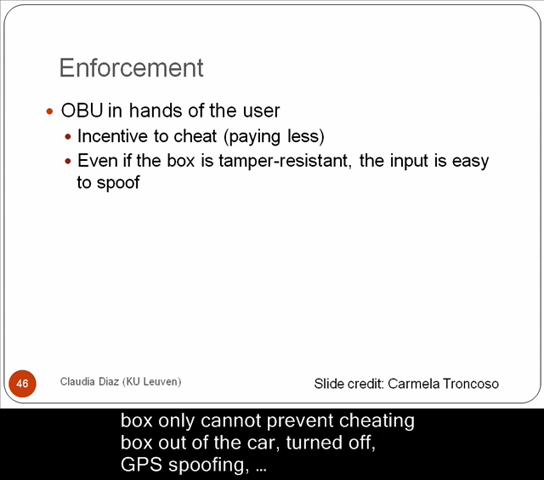 Enforcement
OBU in hands of the user
Incentive to cheat (paying less)
Even if the box is tamper-resistant, the input is easy
to spoof
46
Claudia Diaz (KU Leuven)
Slide credit: Carmela Troncoso
box only cannot prevent cheating
box out of the car, turned off,
GPS spoofing, ...